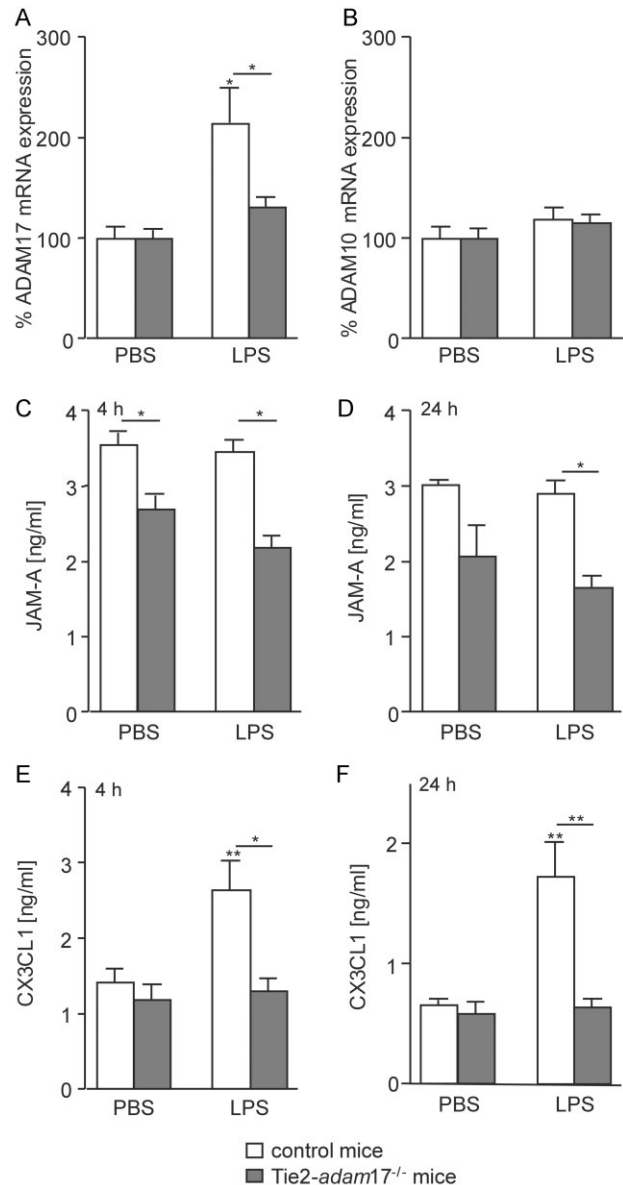 A
B
% ADAM17 mRNA expression
300
200
100
0
*
*
PBS
LPS
% ADAM10 mRNA expression
300
200
100
0
PBS
LPS
C
D
4 h
JAM-A [ng/ml]
4
3
2
1
0
*
*
PBS
LPS
24 h
JAM-A [ng/ml]
4
3
2
1
0
*
PBS
LPS
E
F
4 h
CX3CL1 [ng/ml]
4
3
2
1
0
**
*
PBS
LPS
24 h
CX3CL1 [ng/ml]
2
1
0
**
**
PBS
LPS
control mice
Tie2-adam17-/- mice